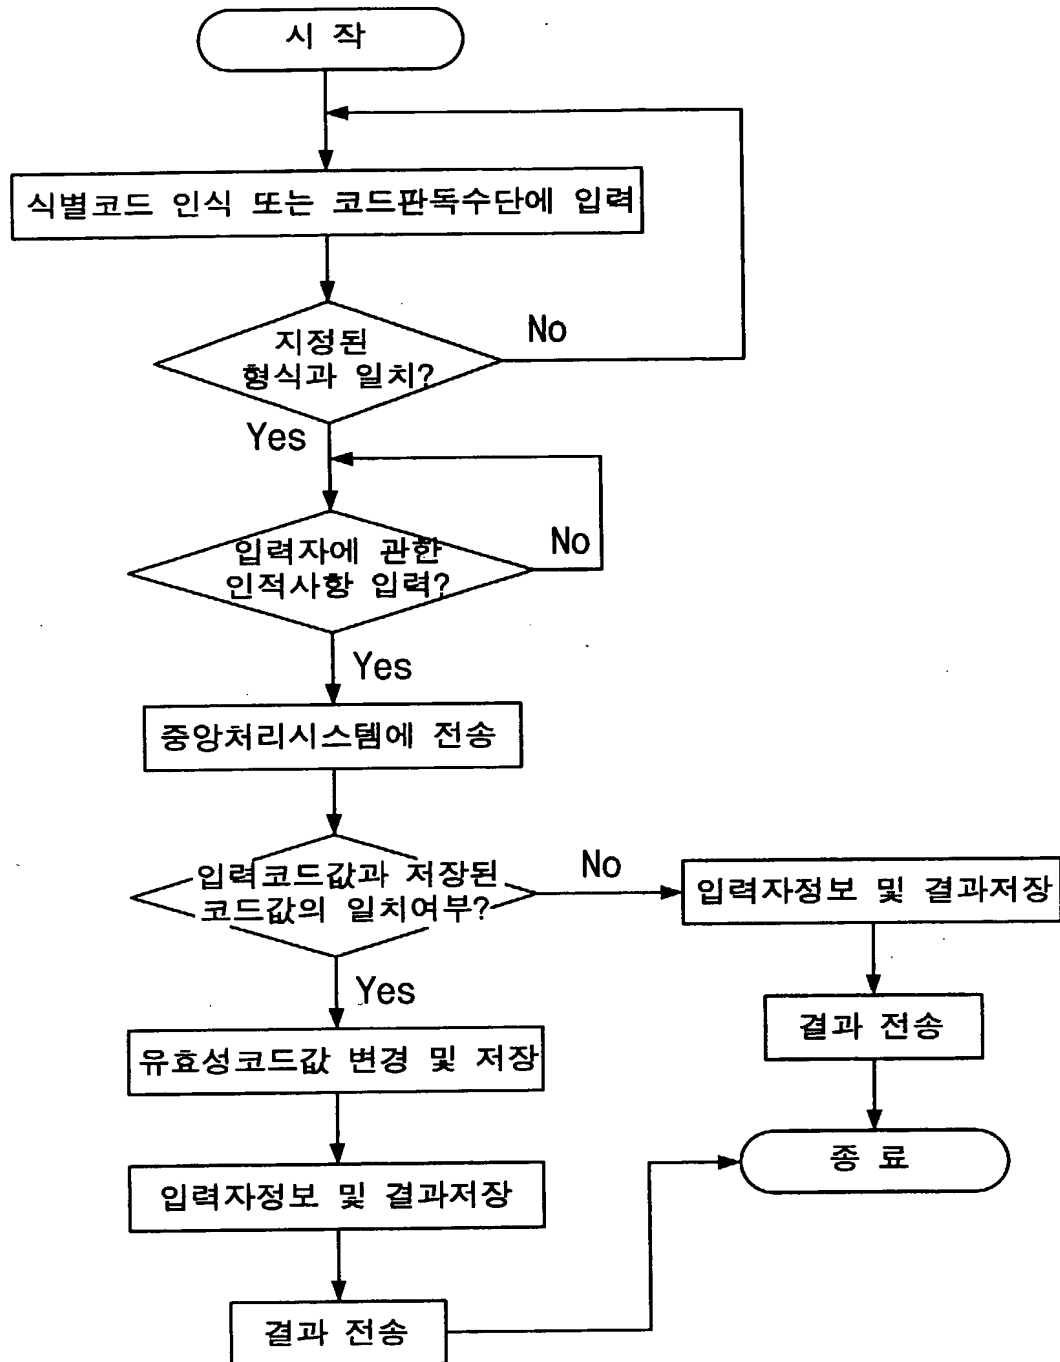 시 작
식별코드 인식 또는 코드판독수단에 입력
지정된
형식과 일치?
No
Yes
입력자에 관한
인적사항 입력?
No
Yes
중앙처리시스템에 전송
입력코드값과 저장된
코드값의 일치여부?
No
입력자정보 및 결과저장
Yes
결과 전송
유효성코드값 변경 및 저장
종 료
입력자정보 및 결과저장
결과 전송